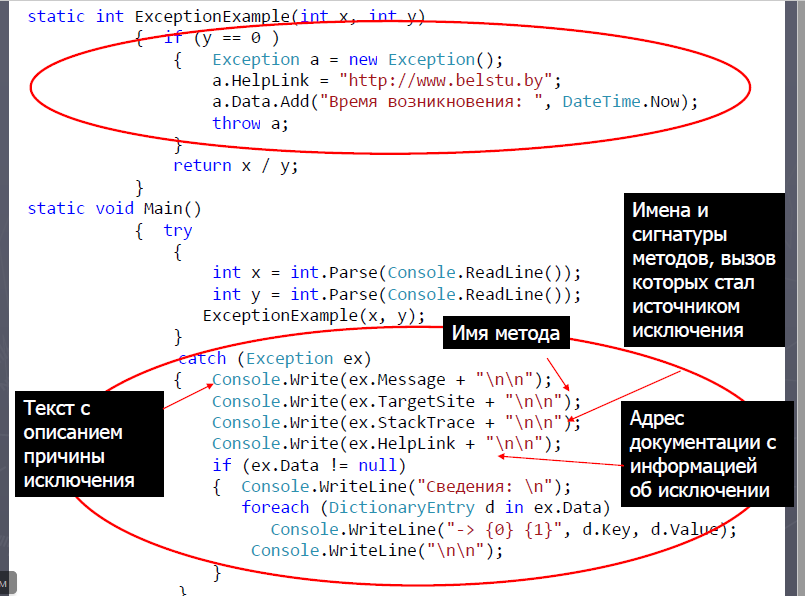 static int ExceptionExample(int x, int y)
{ if (y == 0 )
{ Exception a = new Exception();
a.HelpLink = "http://www.belstu.by";
a.Data.Add("Время возникновения: ", DateTime.Now);
throw a;
}
return x / y;
}
static void Main()
{ try
{
int x = int.Parse(Console.ReadLine());
int y = int.Parse(Console.ReadLine());
ExceptionExample(x, y);
}
catch (Exception ex)
{ Console.Write(ex.Message + "\n\n");
Console.Write(ex.TargetSite + "\n\n");
Console.Write(ex.StackTrace + "\n\n");
Console.Write(ex.HelpLink + "\n\n");
if (ex.Data != null)
{ Console.WriteLine("Сведения: \n");
foreach (DictionaryEntry d in ex.Data)
Console.WriteLine("-> {0} {1}", d.Key, d.Value);
Console.WriteLine("\n\n");
}
}
Имена и
сигнатуры
методов, вызов
которых стал
источником
исключения
Имя метода
Текст с
описанием
причины
исключения
Адрес
документации с
информацией
об исключении